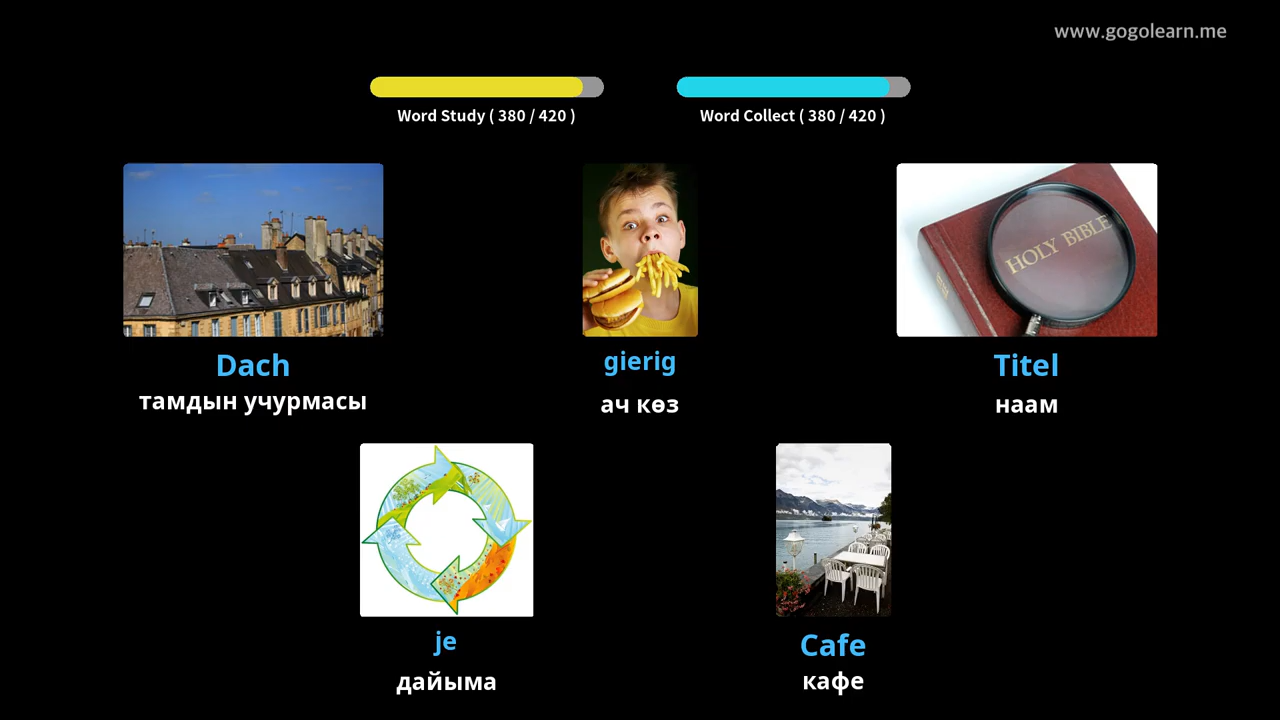 www.gogolearn.me
Word Study ( 380 / 420 )
Word Collect ( 380 / 420 )
HOLY BIBLE
Dach
тамдын учурмасы
gierig
ач көз
Titel
наам
je
дайыма
Cafe
кафе